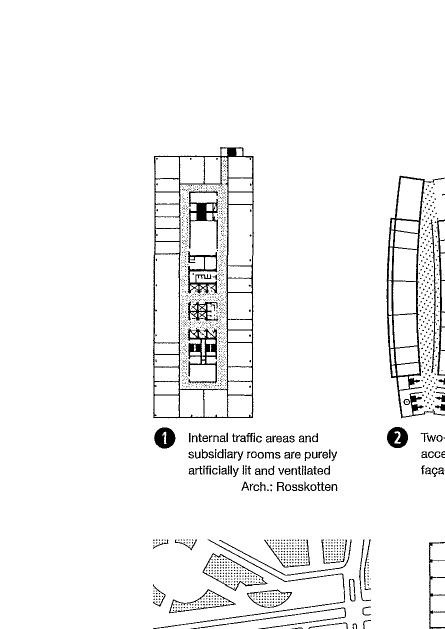 1 Internal traffic areas and
subsidiary rooms are purely
artificially lit and ventilated
Arch.: Rosskotten
2 Two-
acce
faça